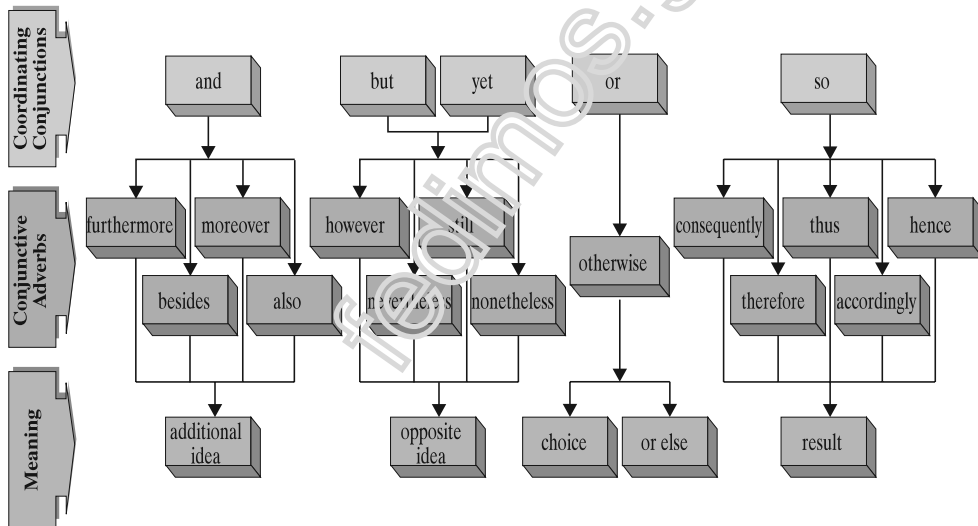 Coordinating
Conjunctions
and
but
yet
or
so
Conjunctive
Adverbs
furthermore
moreover
however
still
consequently
thus
hence
otherwise
besides
also
nevertheless
nonetheless
therefore
accordingly
Meaning
additional
idea
opposite
idea
choice
or else
result
fedimos.s